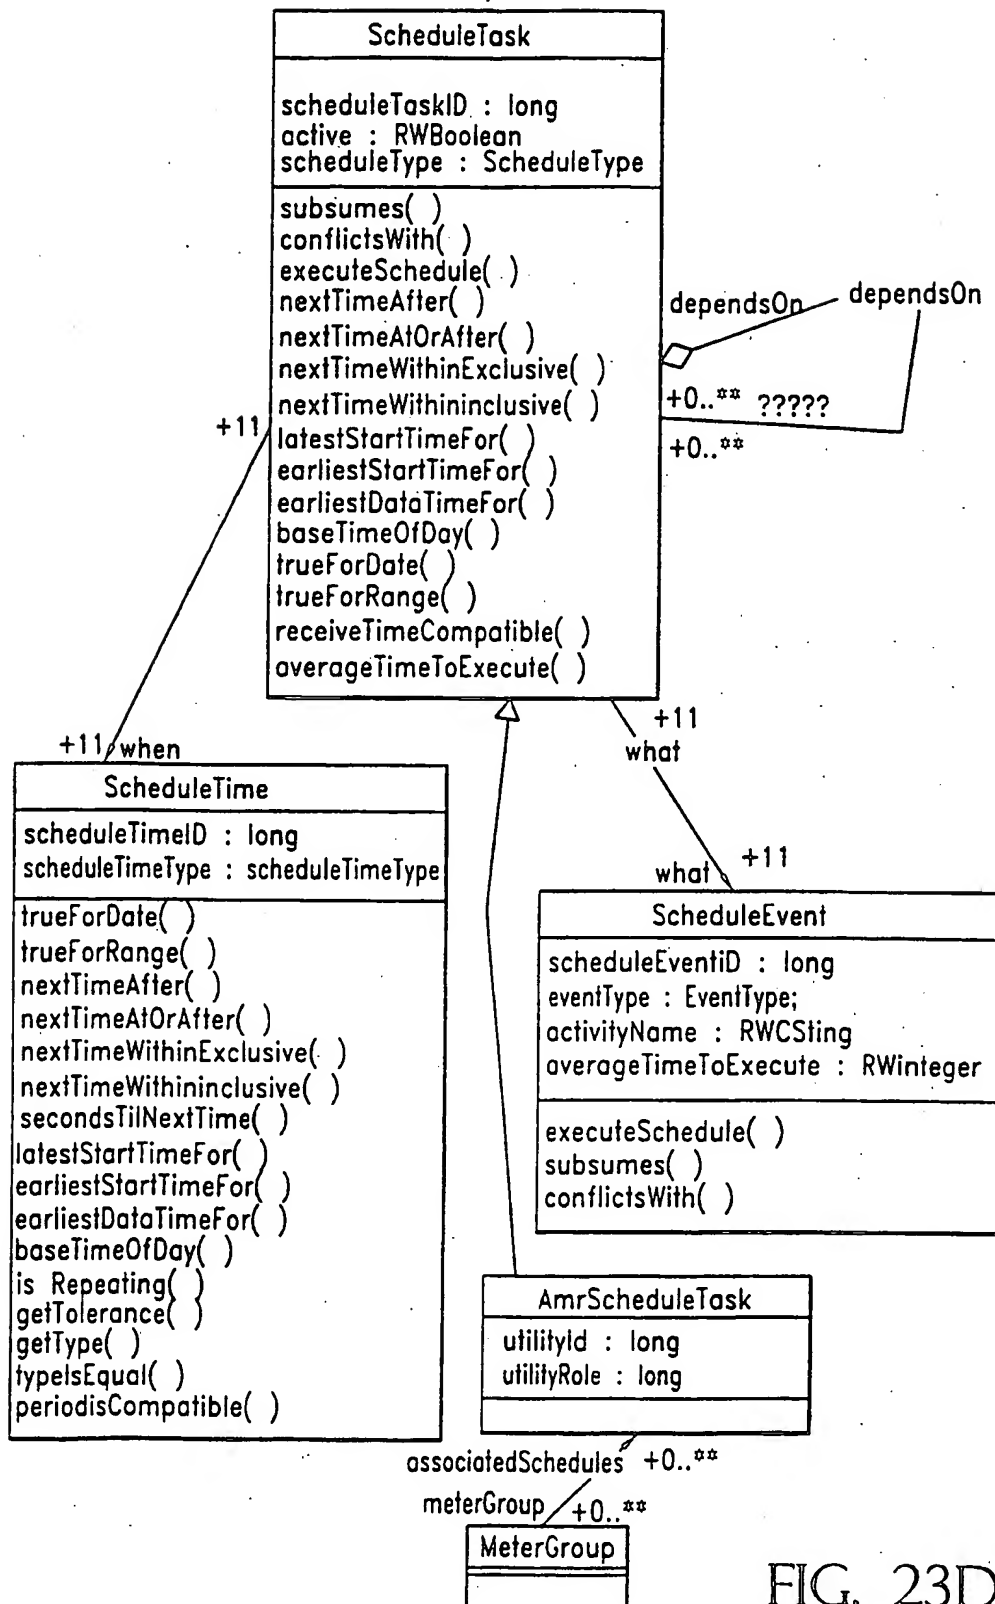 ScheduleTask
scheduleTaskID : long
active : RWBoolean
scheduleType : ScheduleType
subsumes( )
conflictsWith( )
executeSchedule( )
nextTimeAfter( )
nextTimeAtOrAfter( )
nextTimeWithinExclusive( )
nextTimeWithininclusive( )
latestStartTimeFor( )
earliestStartTimeFor( )
earliestDataTimeFor( )
baseTimeOfDay( )
trueForDate( )
trueForRange( )
receiveTimeCompatible( )
averageTimeToExecute( )
dependsOn
dependsOn
+0..** ?????
+0..**
+11
+11 when
+11
what
+11
what
ScheduleTime
scheduleTimeID : long
scheduleTimeType : scheduleTimeType
trueForDate( )
trueForRange( )
nextTimeAfter( )
nextTimeAtOrAfter( )
nextTimeWithinExclusive( )
nextTimeWithininclusive( )
secondsTilNextTime( )
latestStartTimeFor( )
earliestStartTimeFor( )
earliestDataTimeFor( )
baseTimeOfDay( )
is Repeating( )
getTolerance( )
getType( )
typeIsEqual( )
periodisCompatible( )
ScheduleEvent
scheduleEventiD : long
eventType : EventType;
activityName : RWCSting
averageTimeToExecute : RWinteger
executeSchedule( )
subsumes( )
conflictsWith( )
AmrScheduleTask
utilityId : long
utilityRole : long
associatedSchedules +0..**
meterGroup +0..**
MeterGroup
FIG. 23D